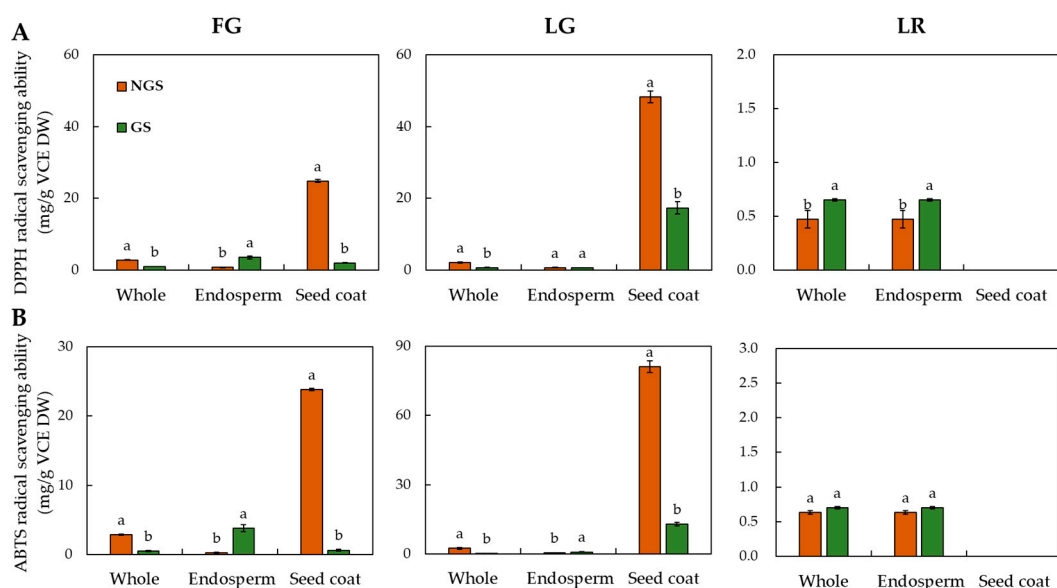 A
FG
LG
LR
DPPH radical scavenging ability
(mg/g VCE DW)
60
40
20
0
NGS
GS
a
b
b
a
a
b
Whole
Endosperm
Seed coat
60
40
20
0
a
b
a
a
a
b
Whole
Endosperm
Seed coat
2.0
1.5
1.0
0.5
0.0
b
a
b
a
Whole
Endosperm
Seed coat
B
ABTS radical scavenging ability
(mg/g VCE DW)
30
20
10
0
a
b
b
a
a
b
Whole
Endosperm
Seed coat
90
60
30
0
a
b
b
a
a
b
Whole
Endosperm
Seed coat
3.0
2.5
2.0
1.5
1.0
0.5
0.0
a
a
a
a
Whole
Endosperm
Seed coat